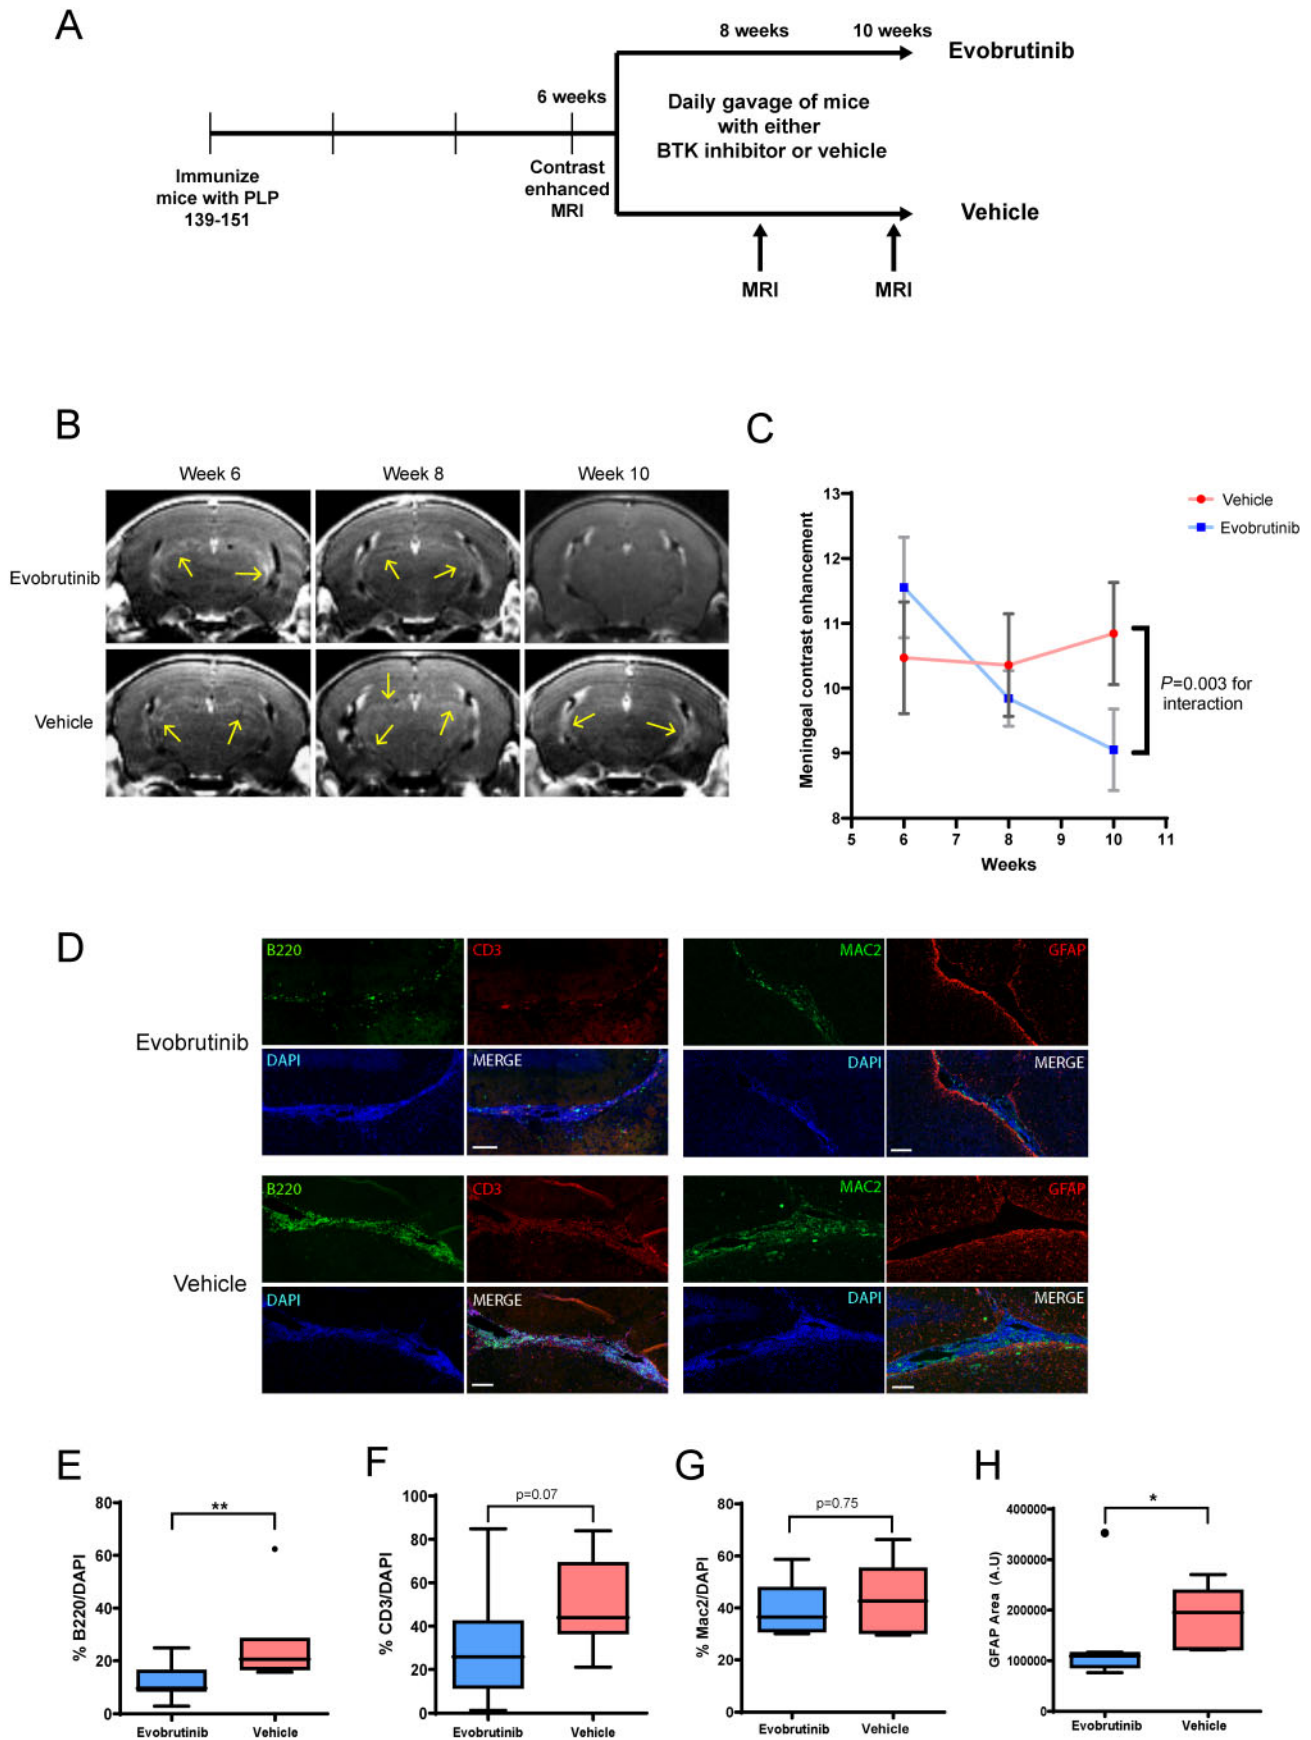 A
8 weeks
10 weeks
Evobrutinib
6 weeks
Daily gavage of mice
with either
BTK inhibitor or vehicle
Immunize
mice with PLP
139-151
Contrast
enhanced
MRI
Vehicle
MRI
MRI
B
Week 6
Week 8
Week 10
Evobrutinib
Vehicle
C
Meningeal contrast enhancement
13
12
11
10
9
8
5
6
7
8
9
10
11
Weeks
Vehicle
Evobrutinib
P=0.003 for
interaction
D
Evobrutinib
B220
CD3
MAC2
GFAP
DAPI
MERGE
DAPI
MERGE
Vehicle
B220
CD3
MAC2
GFAP
DAPI
MERGE
DAPI
MERGE
E
% B220/DAPI
80
60
40
20
0
**
Evobrutinib
Vehicle
F
% CD3/DAPI
100
80
60
40
20
0
p=0.07
Evobrutinib
Vehicle
G
% Mac2/DAPI
80
60
40
20
0
p=0.75
Evobrutinib
Vehicle
H
GFAP Area (A.U)
400000
300000
200000
100000
0
*
Evobrutinib
Vehicle